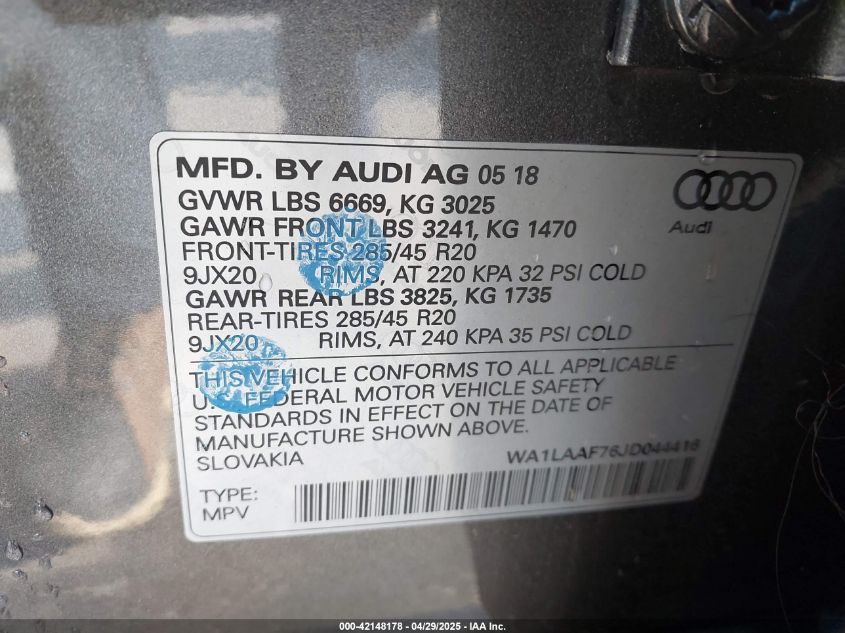 MFD. BY AUDI AG 05 18
GVWR LBS 6669, KG 3025
GAWR FRONT LBS 3241, KG 1470
FRONT-TIRES 285/45 R20
9JX20 RIMS, AT 220 KPA 32 PSI COLD
GAWR REAR LBS 3825, KG 1735
REAR-TIRES 285/45 R20
9JX20 RIMS, AT 240 KPA 35 PSI COLD
THIS VEHICLE CONFORMS TO ALL APPLICABLE
U.S. FEDERAL MOTOR VEHICLE SAFETY
STANDARDS IN EFFECT ON THE DATE OF
MANUFACTURE SHOWN ABOVE.
SLOVAKIA WA1LAAF76JD044416
TYPE:
MPV
Audi
000-42148178 - 04/29/2025 - IAA Inc.